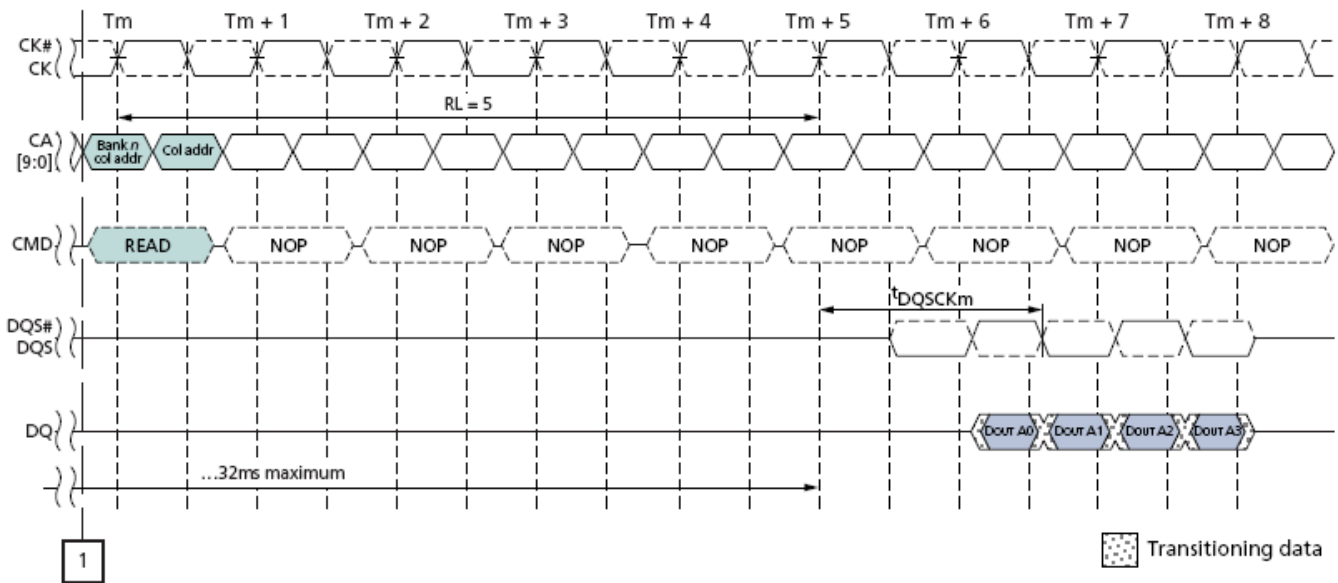 Tm Tm + 1 Tm + 2 Tm + 3 Tm + 4 Tm + 5 Tm + 6 Tm + 7 Tm + 8
CK#
CK
RL = 5
CA
[9:0]
Bank n
col addr
Col addr
CMD
READ NOP NOP NOP NOP NOP NOP NOP NOP
tDQSCKm
DQS#
DQS
DQ
DOUT A0 DOUT A1 DOUT A2 DOUT A3
...32ms maximum
1
Transitioning data